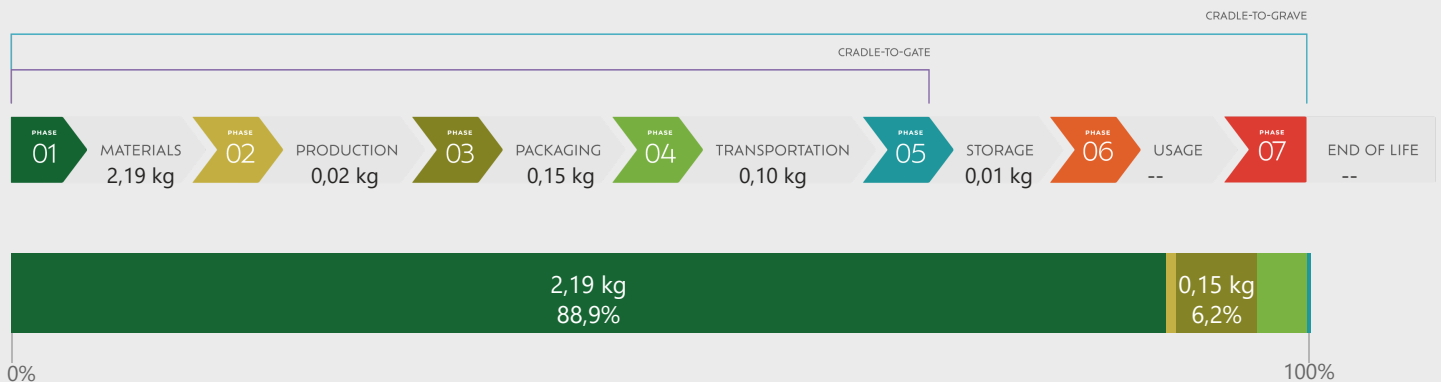 CRADLE-TO-GRAVE
CRADLE-TO-GATE
PHASE
01
MATERIALS
2,19 kg
PHASE
02
PRODUCTION
0,02 kg
PHASE
03
PACKAGING
0,15 kg
PHASE
04
TRANSPORTATION
0,10 kg
PHASE
05
STORAGE
0,01 kg
PHASE
06
USAGE
--
PHASE
07
END OF LIFE
--
2,19 kg
88,9%
0,15 kg
6,2%
0%
100%